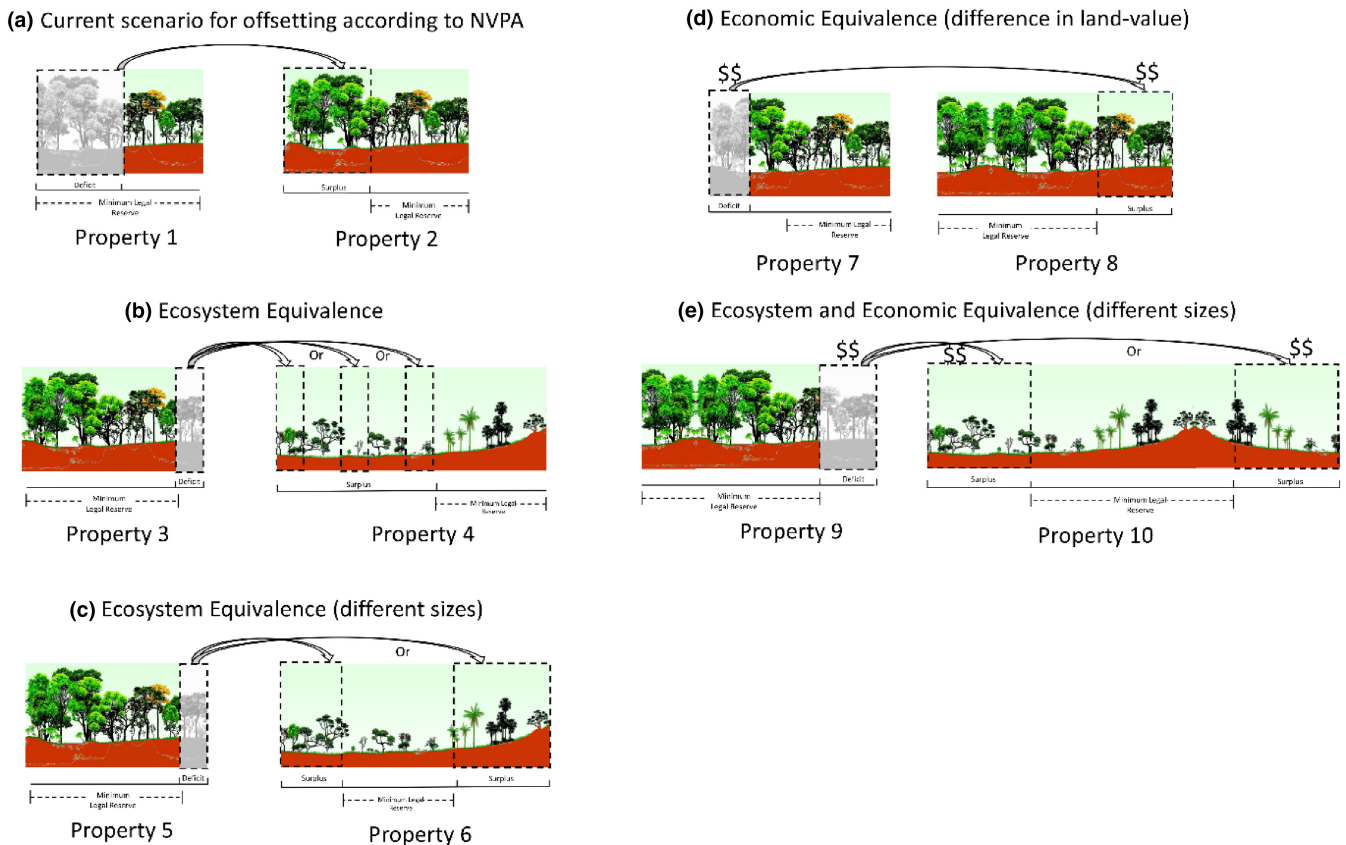 (a) Current scenario for offsetting according to NVPA
Deficit
Minimum Legal
Reserve
Property 1
Surplus
Minimum
Legal Reserve
Property 2
(b) Ecosystem Equivalence
Or
Or
Deficit
Minimum
Legal Reserve
Property 3
Surplus
Minimum Legal
Reserve
Property 4
(c) Ecosystem Equivalence (different sizes)
Or
Deficit
Minimum
Legal Reserve
Property 5
Surplus
Surplus
Minimum Legal
Reserve
Property 6
(d) Economic Equivalence (difference in land-value)
$$
$$
Deficit
Minimum Legal
Reserve
Property 7
Surplus
Minimum
Legal Reserve
Property 8
(e) Ecosystem and Economic Equivalence (different sizes)
$$
$$
Or
$$
Deficit
Minimum
Legal Reserve
Property 9
Surplus
Minimum Legal
Reserve
Surplus
Property 10